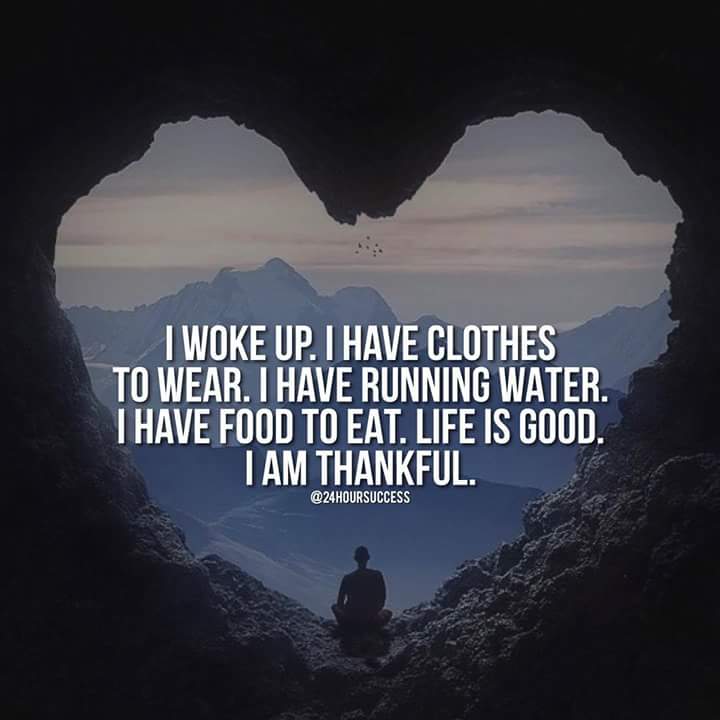 I WOKE UP. I HAVE CLOTHES
TO WEAR. I HAVE RUNNING WATER.
I HAVE FOOD TO EAT. LIFE IS GOOD.
I AM THANKFUL.
@24HOURSUCCESS